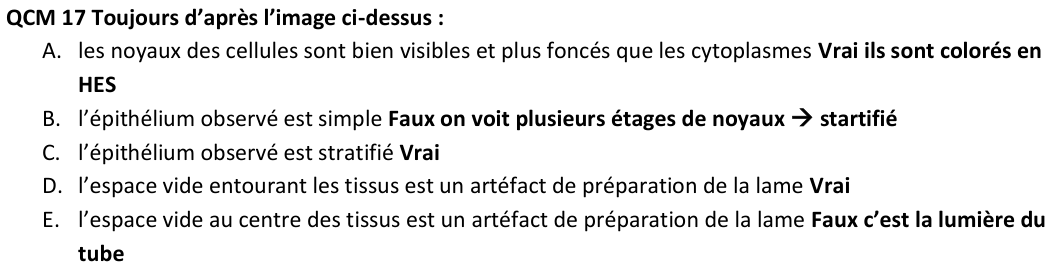 QCM 17 Toujours d’après l’image ci-dessus :
A. les noyaux des cellules sont bien visibles et plus foncés que les cytoplasmes Vrai ils sont colorés en
HES
B. l’épithélium observé est simple Faux on voit plusieurs étages de noyaux → startifié
C. l’épithélium observé est stratifié Vrai
D. l’espace vide entourant les tissus est un artéfact de préparation de la lame Vrai
E. l’espace vide au centre des tissus est un artéfact de préparation de la lame Faux c’est la lumière du
tube